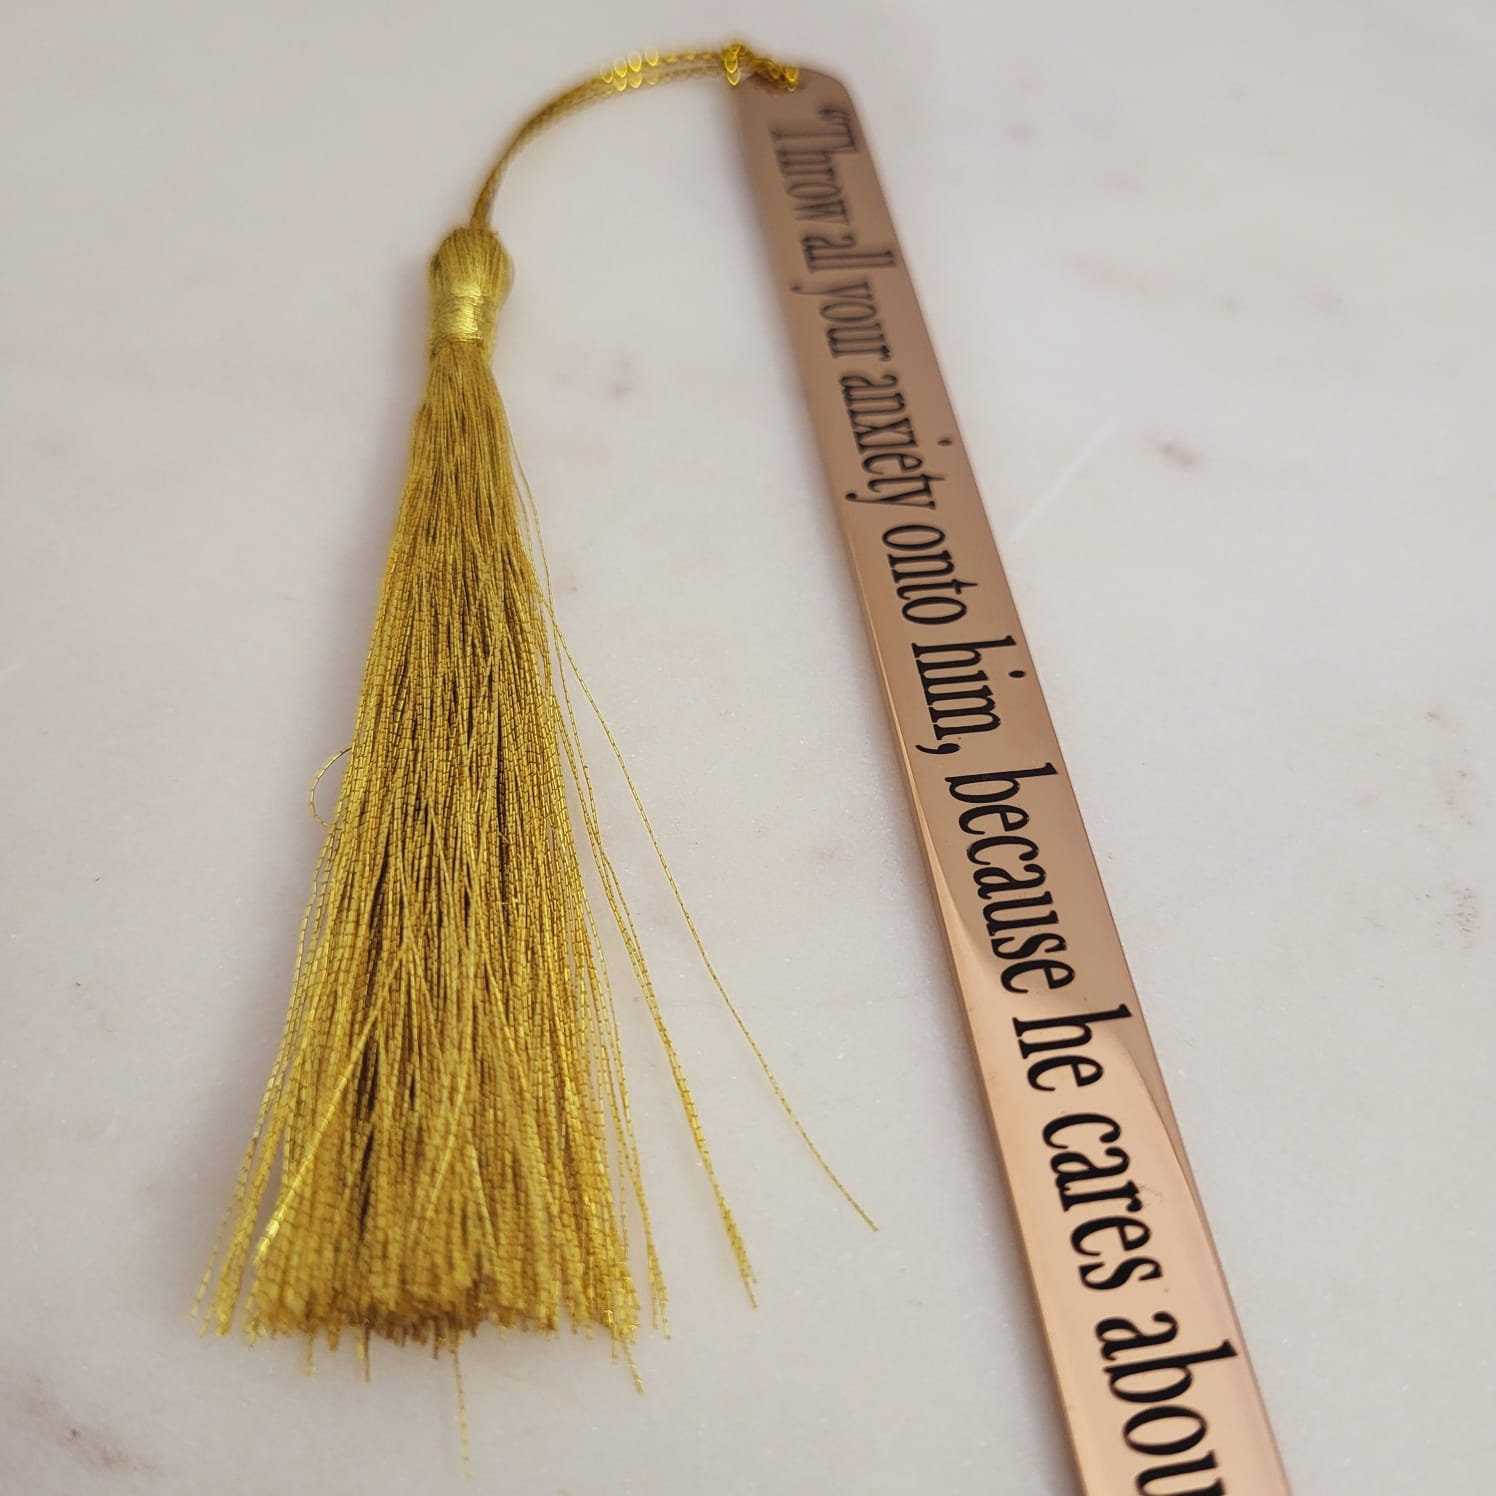 “Throw all your anxiety onto him, because he cares abou